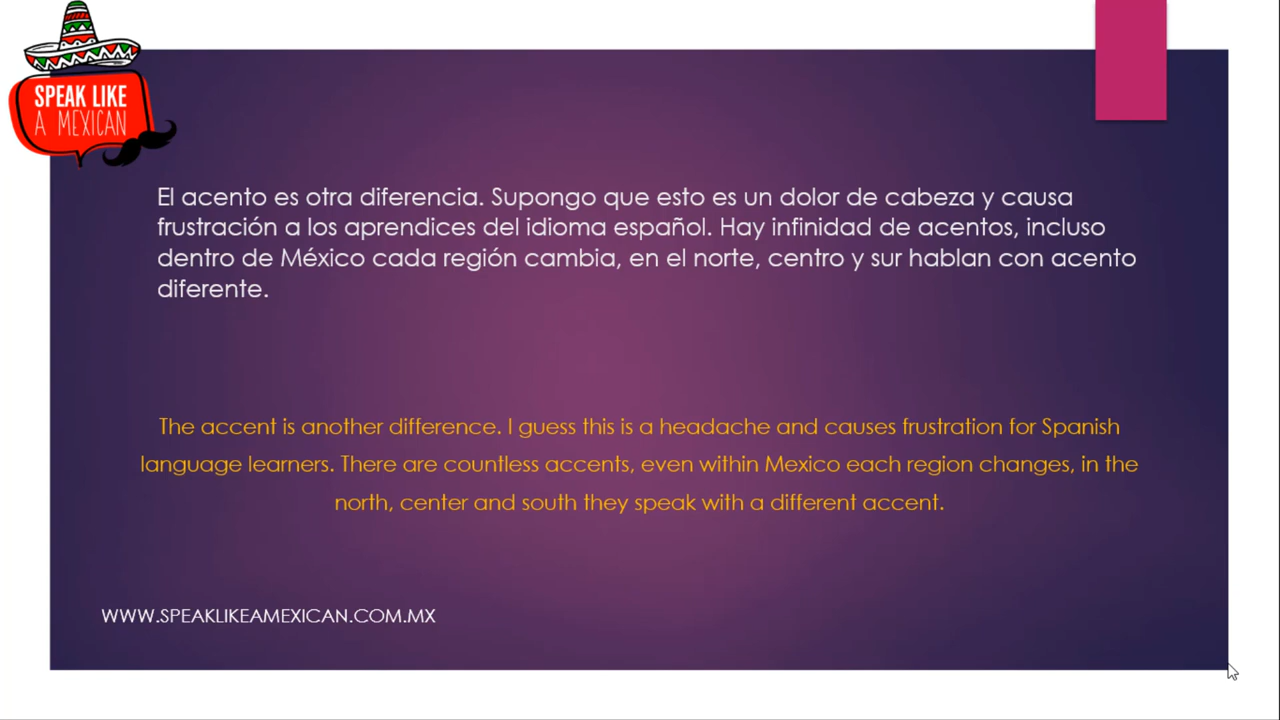 SPEAK LIKE
A MEXICAN
El acento es otra diferencia. Supongo que esto es un dolor de cabeza y causa
frustración a los aprendices del idioma español. Hay infinidad de acentos, incluso
dentro de México cada región cambia, en el norte, centro y sur hablan con acento
diferente.
The accent is another difference. I guess this is a headache and causes frustration for Spanish
language learners. There are countless accents, even within Mexico each region changes, in the
north, center and south they speak with a different accent.
WWW.SPEAKLIKEAMEXICAN.COM.MX